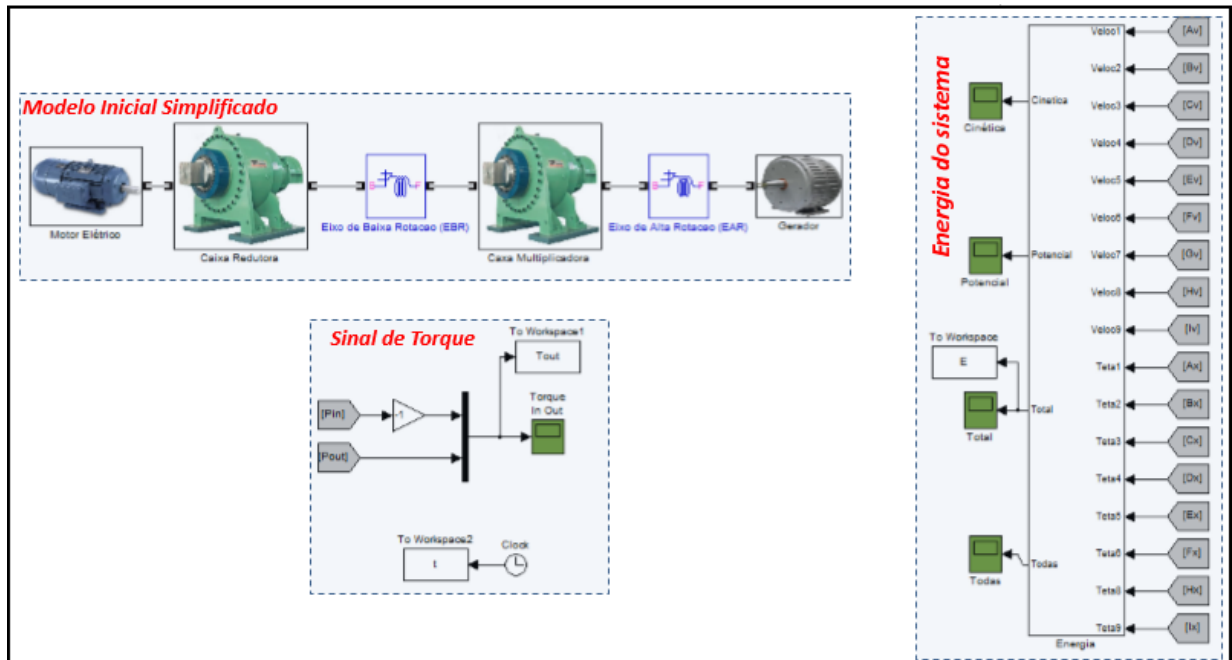 Modelo Inicial Simplificado
Motor Elétrico
Caixa Redutora
B
F
Eixo de Baixa Rotacao (EBR)
Caxa Multiplicadora
B
F
Eixo de Alta Rotacao (EAR)
Gerador
Sinal de Torque
To Workspace1
Tout
Torque
In Out
[Pin]
-1
[Pout]
To Workspace2
t
Clock
Energia do sistema
Cinética
Potencial
To Workspace
E
Total
Todas
Cinetica
Potencial
Total
Todas
Veloc1
Veloc2
Veloc3
Veloc4
Veloc5
Veloc6
Veloc7
Veloc8
Veloc9
Teta1
Teta2
Teta3
Teta4
Teta5
Teta6
Teta8
Teta9
Energia
[Av]
[Bv]
[Cv]
[Dv]
[Ev]
[Fv]
[Gv]
[Hv]
[Iv]
[Ax]
[Bx]
[Cx]
[Dx]
[Ex]
[Fx]
[Hx]
[Ix]